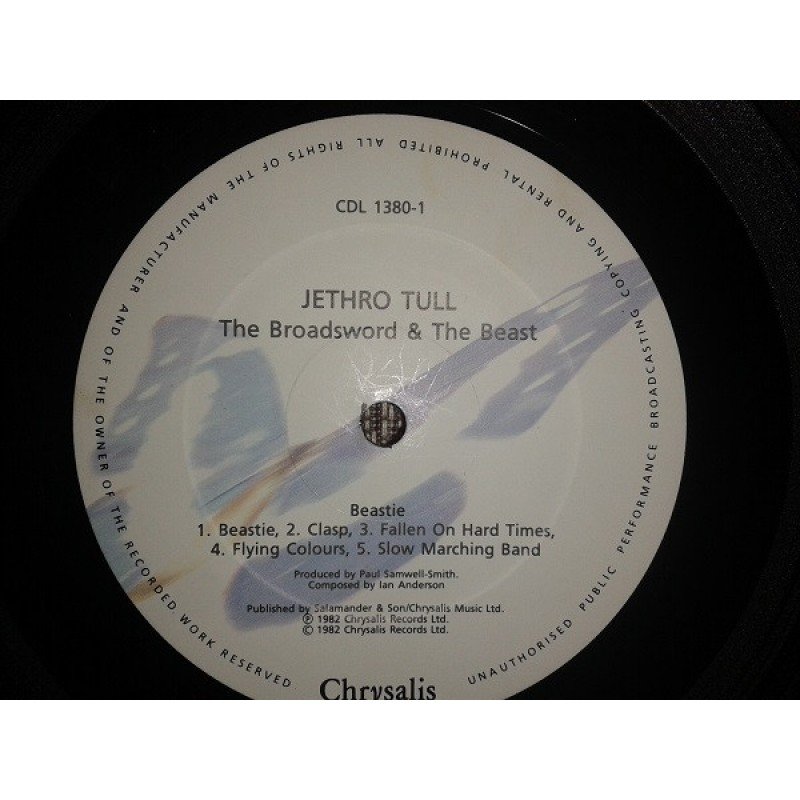 CDL 1380-1
JETHRO TULL
The Broadsword & The Beast
Beastie
1. Beastie, 2. Clasp, 3. Fallen On Hard Times,
4. Flying Colours, 5. Slow Marching Band
Produced by Paul Samwell-Smith.
Composed by Ian Anderson
Published by Salamander & Son/Chrysalis Music Ltd.
℗ 1982 Chrysalis Records Ltd.
© 1982 Chrysalis Records Ltd.
Chrysalis
ALL RIGHTS OF THE MANUFACTURER AND OF THE OWNER OF THE RECORDED WORK RESERVED
UNAUTHORISED PUBLIC PERFORMANCE BROADCASTING COPYING AND RENTAL PROHIBITED